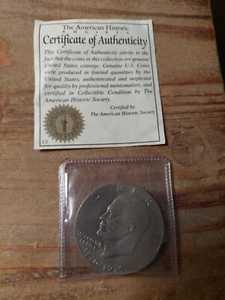 The American Historic
SOCIETY
Certificate of Authenticity
This Certificate of Authenticity attests to the
fact that the coins in this collection are genuine
United States coinage. Genuine U.S. Coins
were produced in limited quantities by the
United States, authenticated and inspected
for quality by professional numismatists, and
certified in Collectible Condition by The
American Historic Society.
Certified by
The American Historic Society
LIBERTY